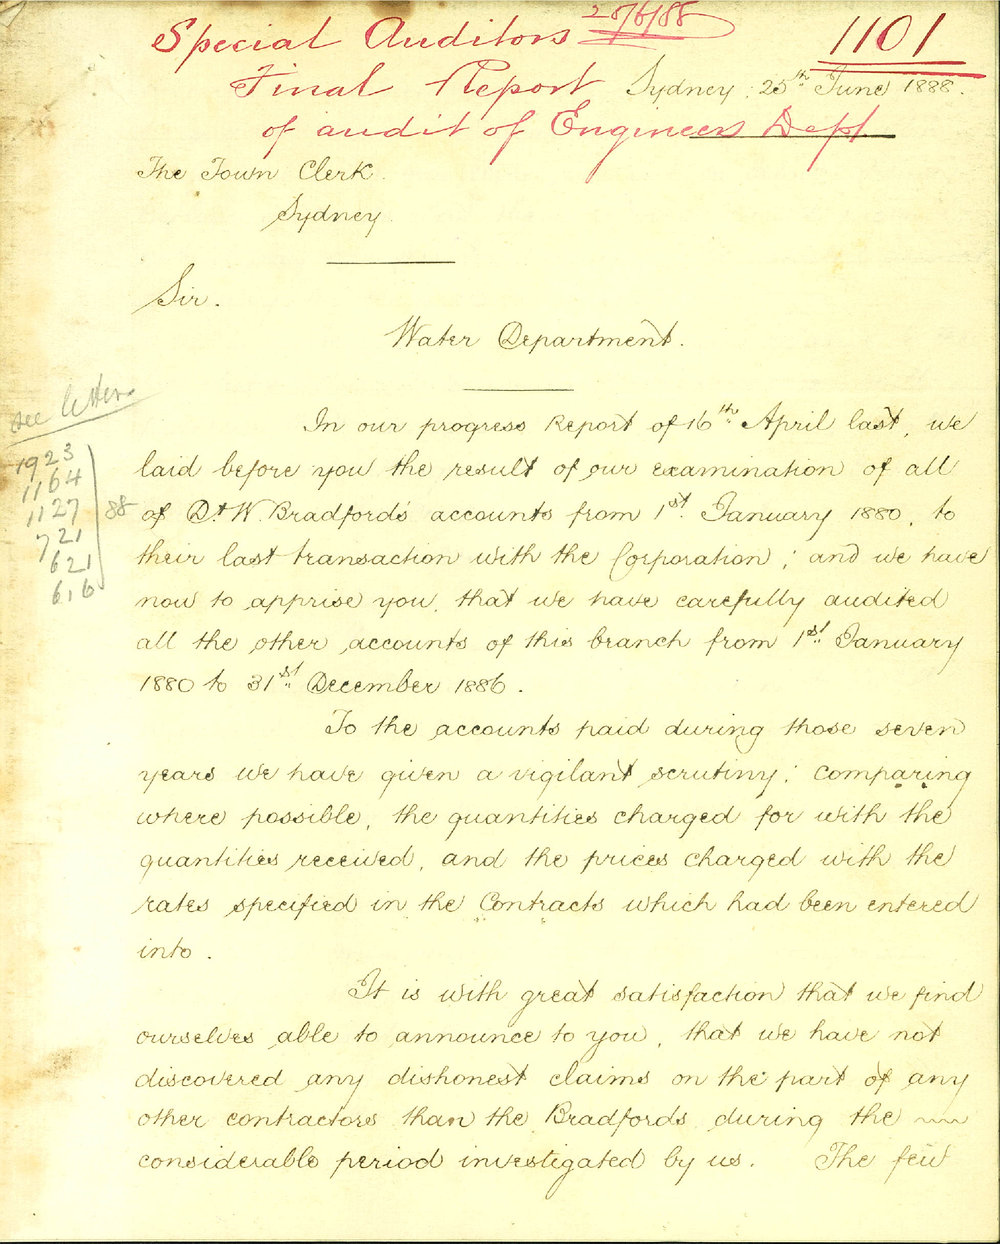 Special Auditors 28/6/88
1101
Final Report
Sydney, 25th June 1888.
of audit of Engineers Dept.
The Town Clerk.
Sydney.
Sir.
Water Department.
see letters
1923
1164
1127
721
621
616
88
In our progress Report of 16th April last, we
laid before you the result of our examination of all
of D. & W. Bradford's accounts from 1st January 1880, to
their last transaction with the Corporation; and we have
now to apprise you, that we have carefully audited
all the other accounts of this branch from 1st January
1880 to 31st December 1886.
To the accounts paid during those seven
years we have given a vigilant scrutiny; comparing
where possible, the quantities charged for with the
quantities received, and the prices charged with the
rates specified in the Contracts which had been entered
into.
It is with great satisfaction that we find
ourselves able to announce to you, that we have not
discovered any dishonest claims on the part of any
other contractors than the Bradfords during the
considerable period investigated by us. The few